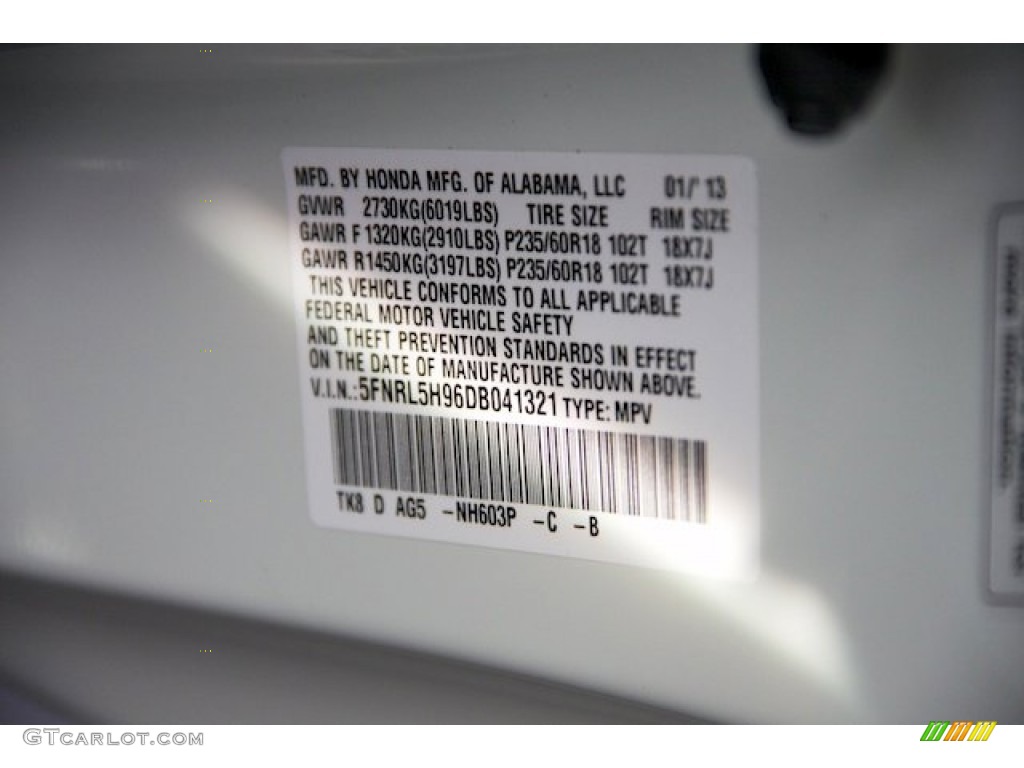 MFD. BY HONDA MFG. OF ALABAMA, LLC 01/' 13
GVWR 2730KG(6019LBS) TIRE SIZE RIM SIZE
GAWR F 1320KG(2910LBS) P235/60R18 102T 18X7J
GAWR R1450KG(3197LBS) P235/60R18 102T 18X7J
THIS VEHICLE CONFORMS TO ALL APPLICABLE
FEDERAL MOTOR VEHICLE SAFETY
AND THEFT PREVENTION STANDARDS IN EFFECT
ON THE DATE OF MANUFACTURE SHOWN ABOVE.
V.I.N.: 5FNRL5H96DB041321 TYPE: MPV
TK8 D AG5 -NH603P -C -B
GTCARLOT.COM